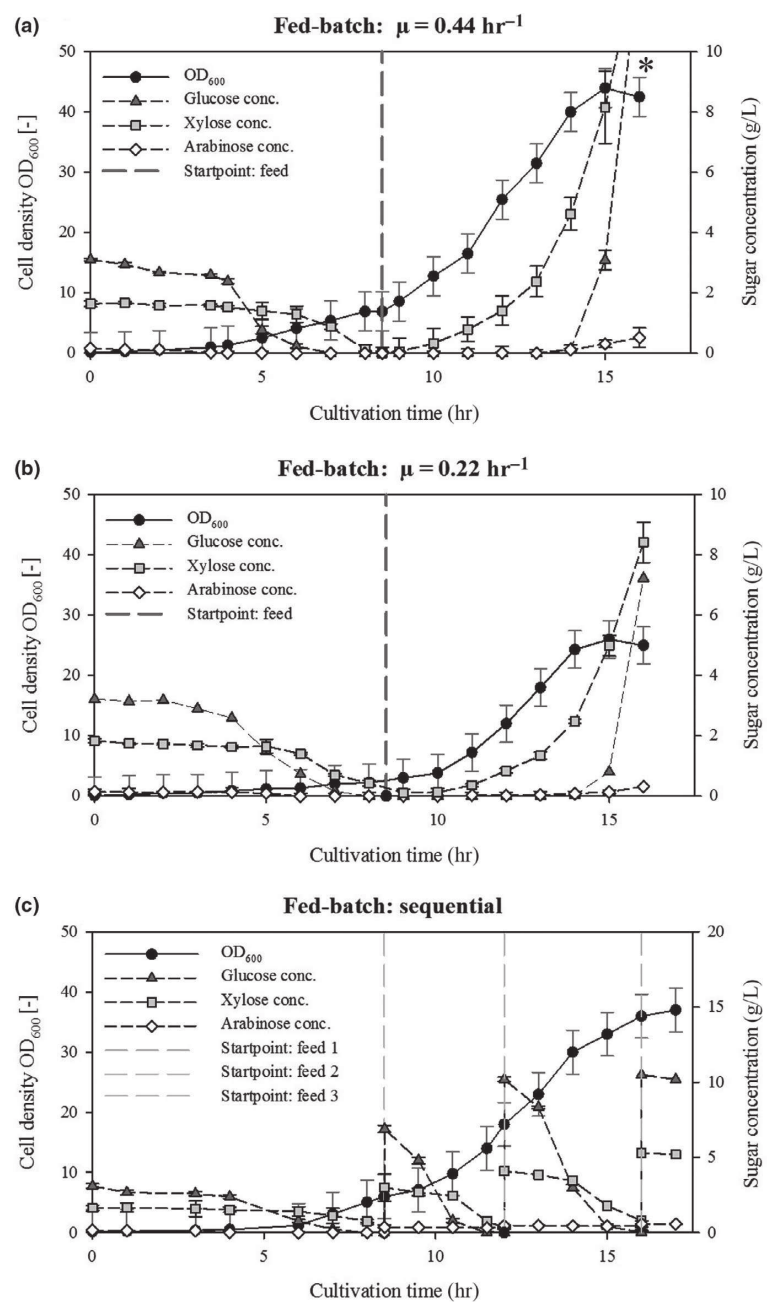 (a)
Fed-batch: μ = 0.44 hr⁻¹
50
40
30
20
10
0
Cell density OD₆₀₀ [-]
OD₆₀₀
Glucose conc.
Xylose conc.
Arabinose conc.
Startpoint: feed
*
10
8
6
4
2
0
Sugar concentration (g/L)
0 5 10 15
Cultivation time (hr)
(b)
Fed-batch: μ = 0.22 hr⁻¹
50
40
30
20
10
0
Cell density OD₆₀₀ [-]
OD₆₀₀
Glucose conc.
Xylose conc.
Arabinose conc.
Startpoint: feed
10
8
6
4
2
0
Sugar concentration (g/L)
0 5 10 15
Cultivation time (hr)
(c)
Fed-batch: sequential
50
40
30
20
10
0
Cell density OD₆₀₀ [-]
OD₆₀₀
Glucose conc.
Xylose conc.
Arabinose conc.
Startpoint: feed 1
Startpoint: feed 2
Startpoint: feed 3
20
15
10
5
0
Sugar concentration (g/L)
0 5 10 15
Cultivation time (hr)